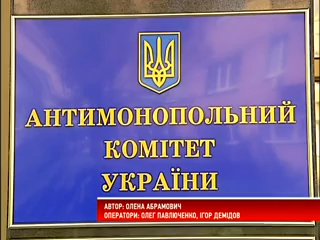 АНТИМОНОПОЛЬНИЙ
КОМІТЕТ
УКРАЇНИ
АВТОР: ОЛЕНА АБРАМОВИЧ
ОПЕРАТОРИ: ОЛЕГ ПАВЛЮЧЕНКО, ІГОР ДЕМІДОВ